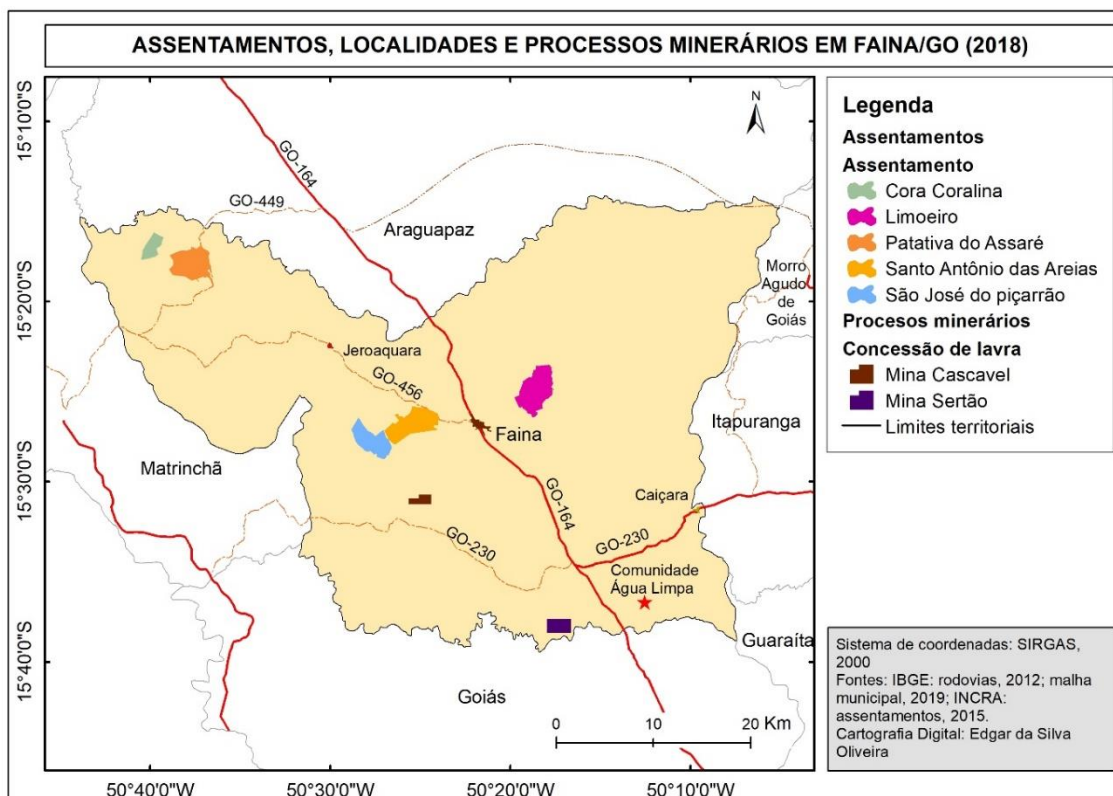 ASSENTAMENTOS, LOCALIDADES E PROCESSOS MINERÁRIOS EM FAINA/GO (2018)
15°10'0"S
15°20'0"S
15°30'0"S
15°40'0"S
N
GO-164
GO-449
Araguapaz
Morro
Agudo
de
Goiás
Jeroaquara
GO-456
Faina
Itapuranga
Matrinchã
Caiçara
GO-164
GO-230
GO-230
Comunidade
Água Limpa
Guaraíta
Goiás
0 10 20 Km
50°40'0"W 50°30'0"W 50°20'0"W 50°10'0"W
Legenda
Assentamentos
Assentamento
Cora Coralina
Limoeiro
Patativa do Assaré
Santo Antônio das Areias
São José do piçarrão
Procesos minerários
Concessão de lavra
Mina Cascavel
Mina Sertão
Limites territoriais
Sistema de coordenadas: SIRGAS,
2000
Fontes: IBGE: rodovias, 2012; malha
municipal, 2019; INCRA:
assentamentos, 2015.
Cartografia Digital: Edgar da Silva
Oliveira